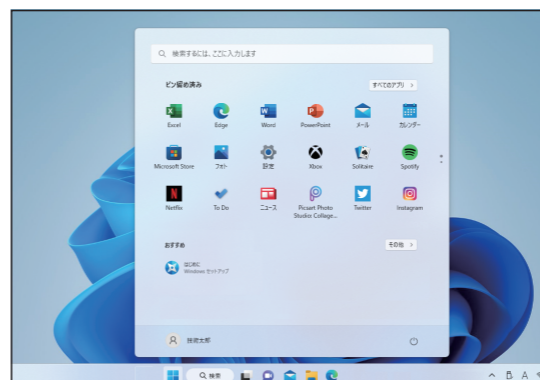 検索するには、ここに入力します
ピン留め済み
すべてのアプリ >
Excel Edge Word PowerPoint メール カレンダー
Microsoft Store フォト 設定 Xbox Solitaire Spotify
Netflix To Do ニュース Picsart Photo Studio: Collage... Twitter Instagram
おすすめ
その他 >
はじめに
Windows セットアップ
技術太郎
検索
A